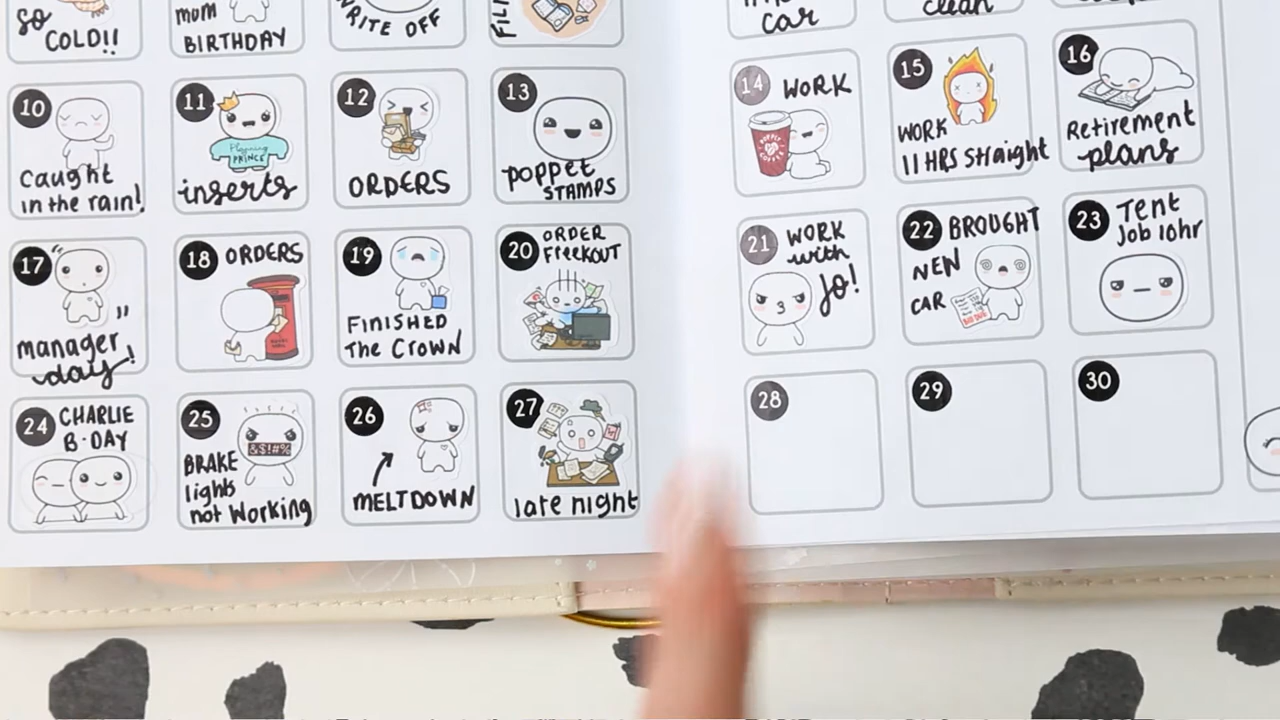 SO
COLD!!
mom
BIRTHDAY
WRITE OFF
car
clean
10
Caught
in the rain!
11
Planning
PRINCE
inserts
12
ORDERS
13
poppet
STAMPS
14 WORK
15
WORK
11 HRS straight
16
Retirement
plans
17
manager
day!
18 ORDERS
19
FINISHED
The CROWN
20 ORDER
FreekOUT
21 WORK
with
JO!
22 BROUGHT
NEW
CAR
23 Tent
Job 10hr
24 CHARLIE
B-DAY
25
&$!#%
BRAKE
lights
not Working
26
MELTDOWN
27
late night
28
29
30